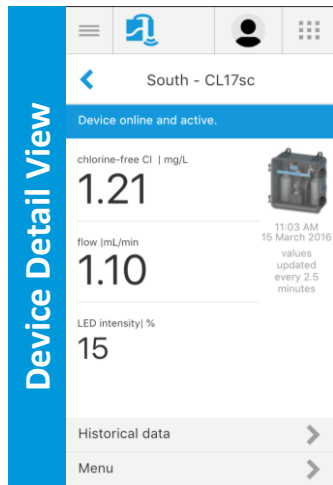 Device Detail View
South - CL17sc
Device online and active.
chlorine-free Cl | mg/L
1.21
11:03 AM
15 March 2016
values
updated
every 2.5
minutes
flow |mL/min
1.10
LED intensity| %
15
Historical data
Menu